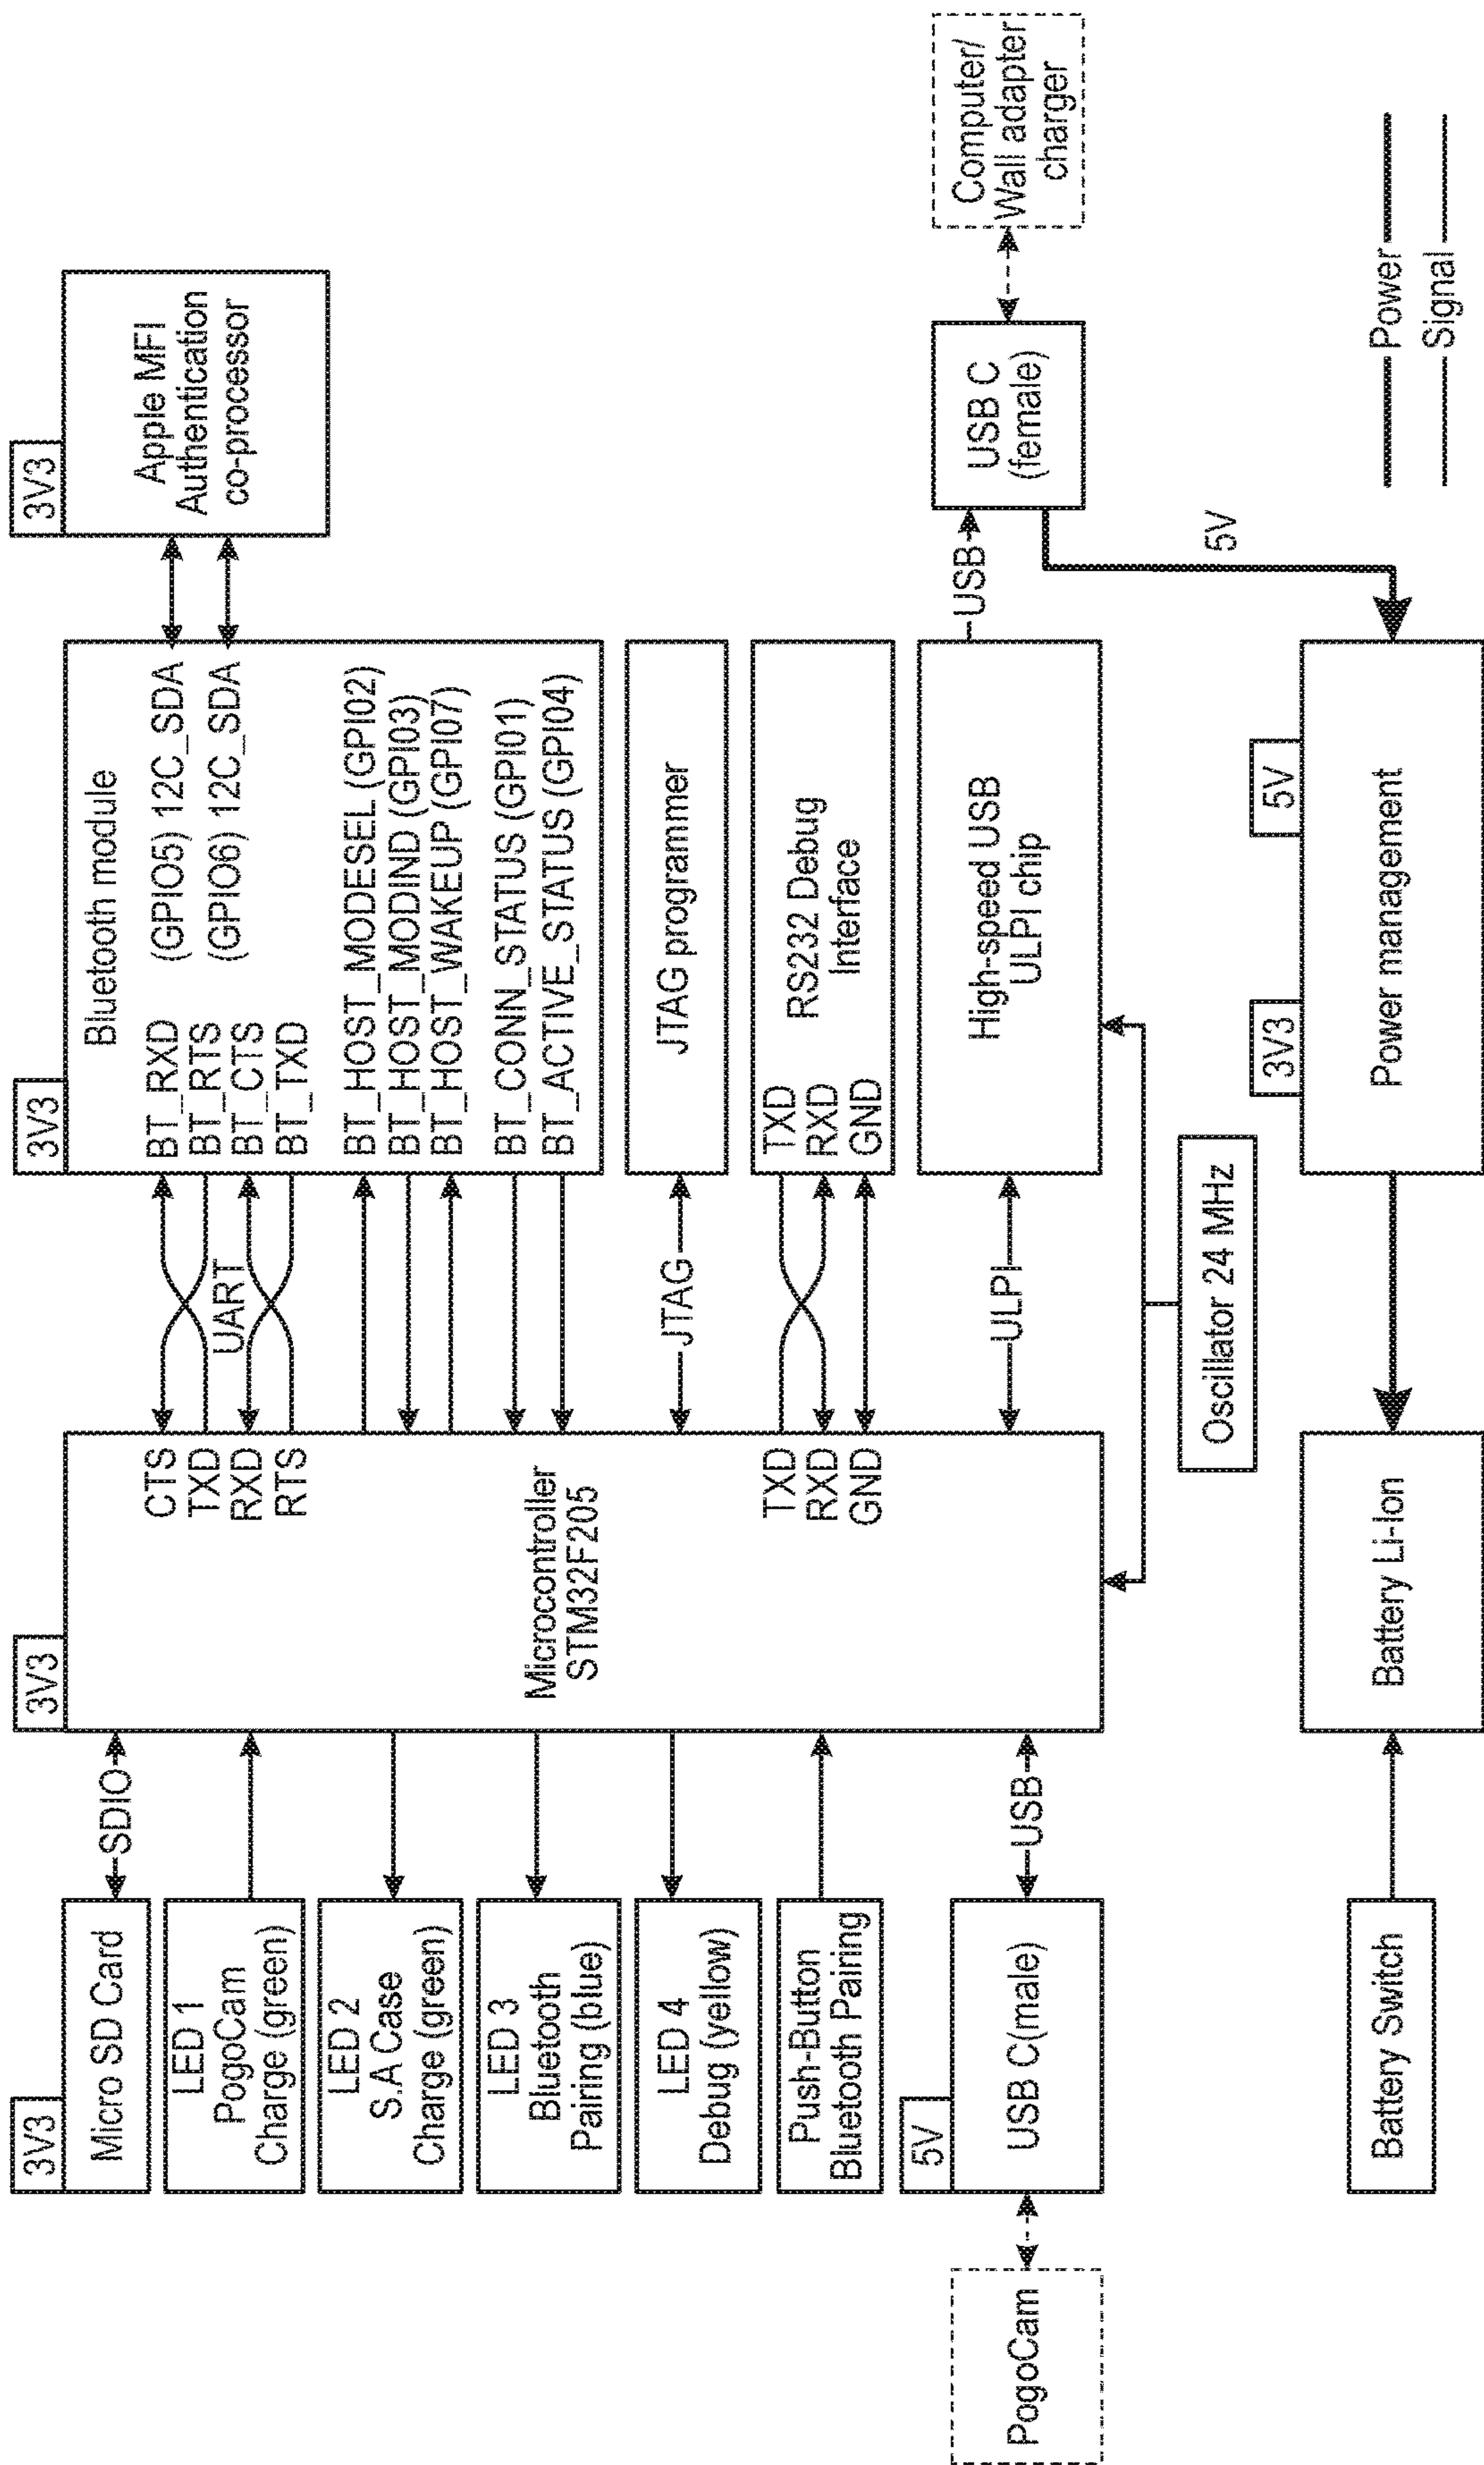 3V3
Micro SD Card
LED 1
PogoCam
Charge (green)
LED 2
S.A Case
Charge (green)
LED 3
Bluetooth
Pairing (blue)
LED 4
Debug (yellow)
Push-Button
Bluetooth Pairing
5V
USB C(male)
PogoCam
Battery Switch
SDIO
USB
3V3
Microcontroller
STM32F205
CTS
TXD
RXD
RTS
TXD
RXD
GND
Battery Li-Ion
UART
JTAG
ULPI
Oscillator 24 MHz
3V3
Bluetooth module
BT_RXD (GPIO5) 12C_SDA
BT_RTS
BT_CTS (GPIO6) 12C_SDA
BT_TXD
BT_HOST_MODESEL (GPI02)
BT_HOST_MODIND (GPI03)
BT_HOST_WAKEUP (GPI07)
BT_CONN_STATUS (GPI01)
BT_ACTIVE_STATUS (GPI04)
JTAG programmer
RS232 Debug
Interface
TXD
RXD
GND
High-speed USB
ULPI chip
3V3
5V
Power management
3V3
Apple MFI
Authentication
co-processor
USB
USB C
(female)
5V
Computer/
Wall adapter
charger
Power
Signal